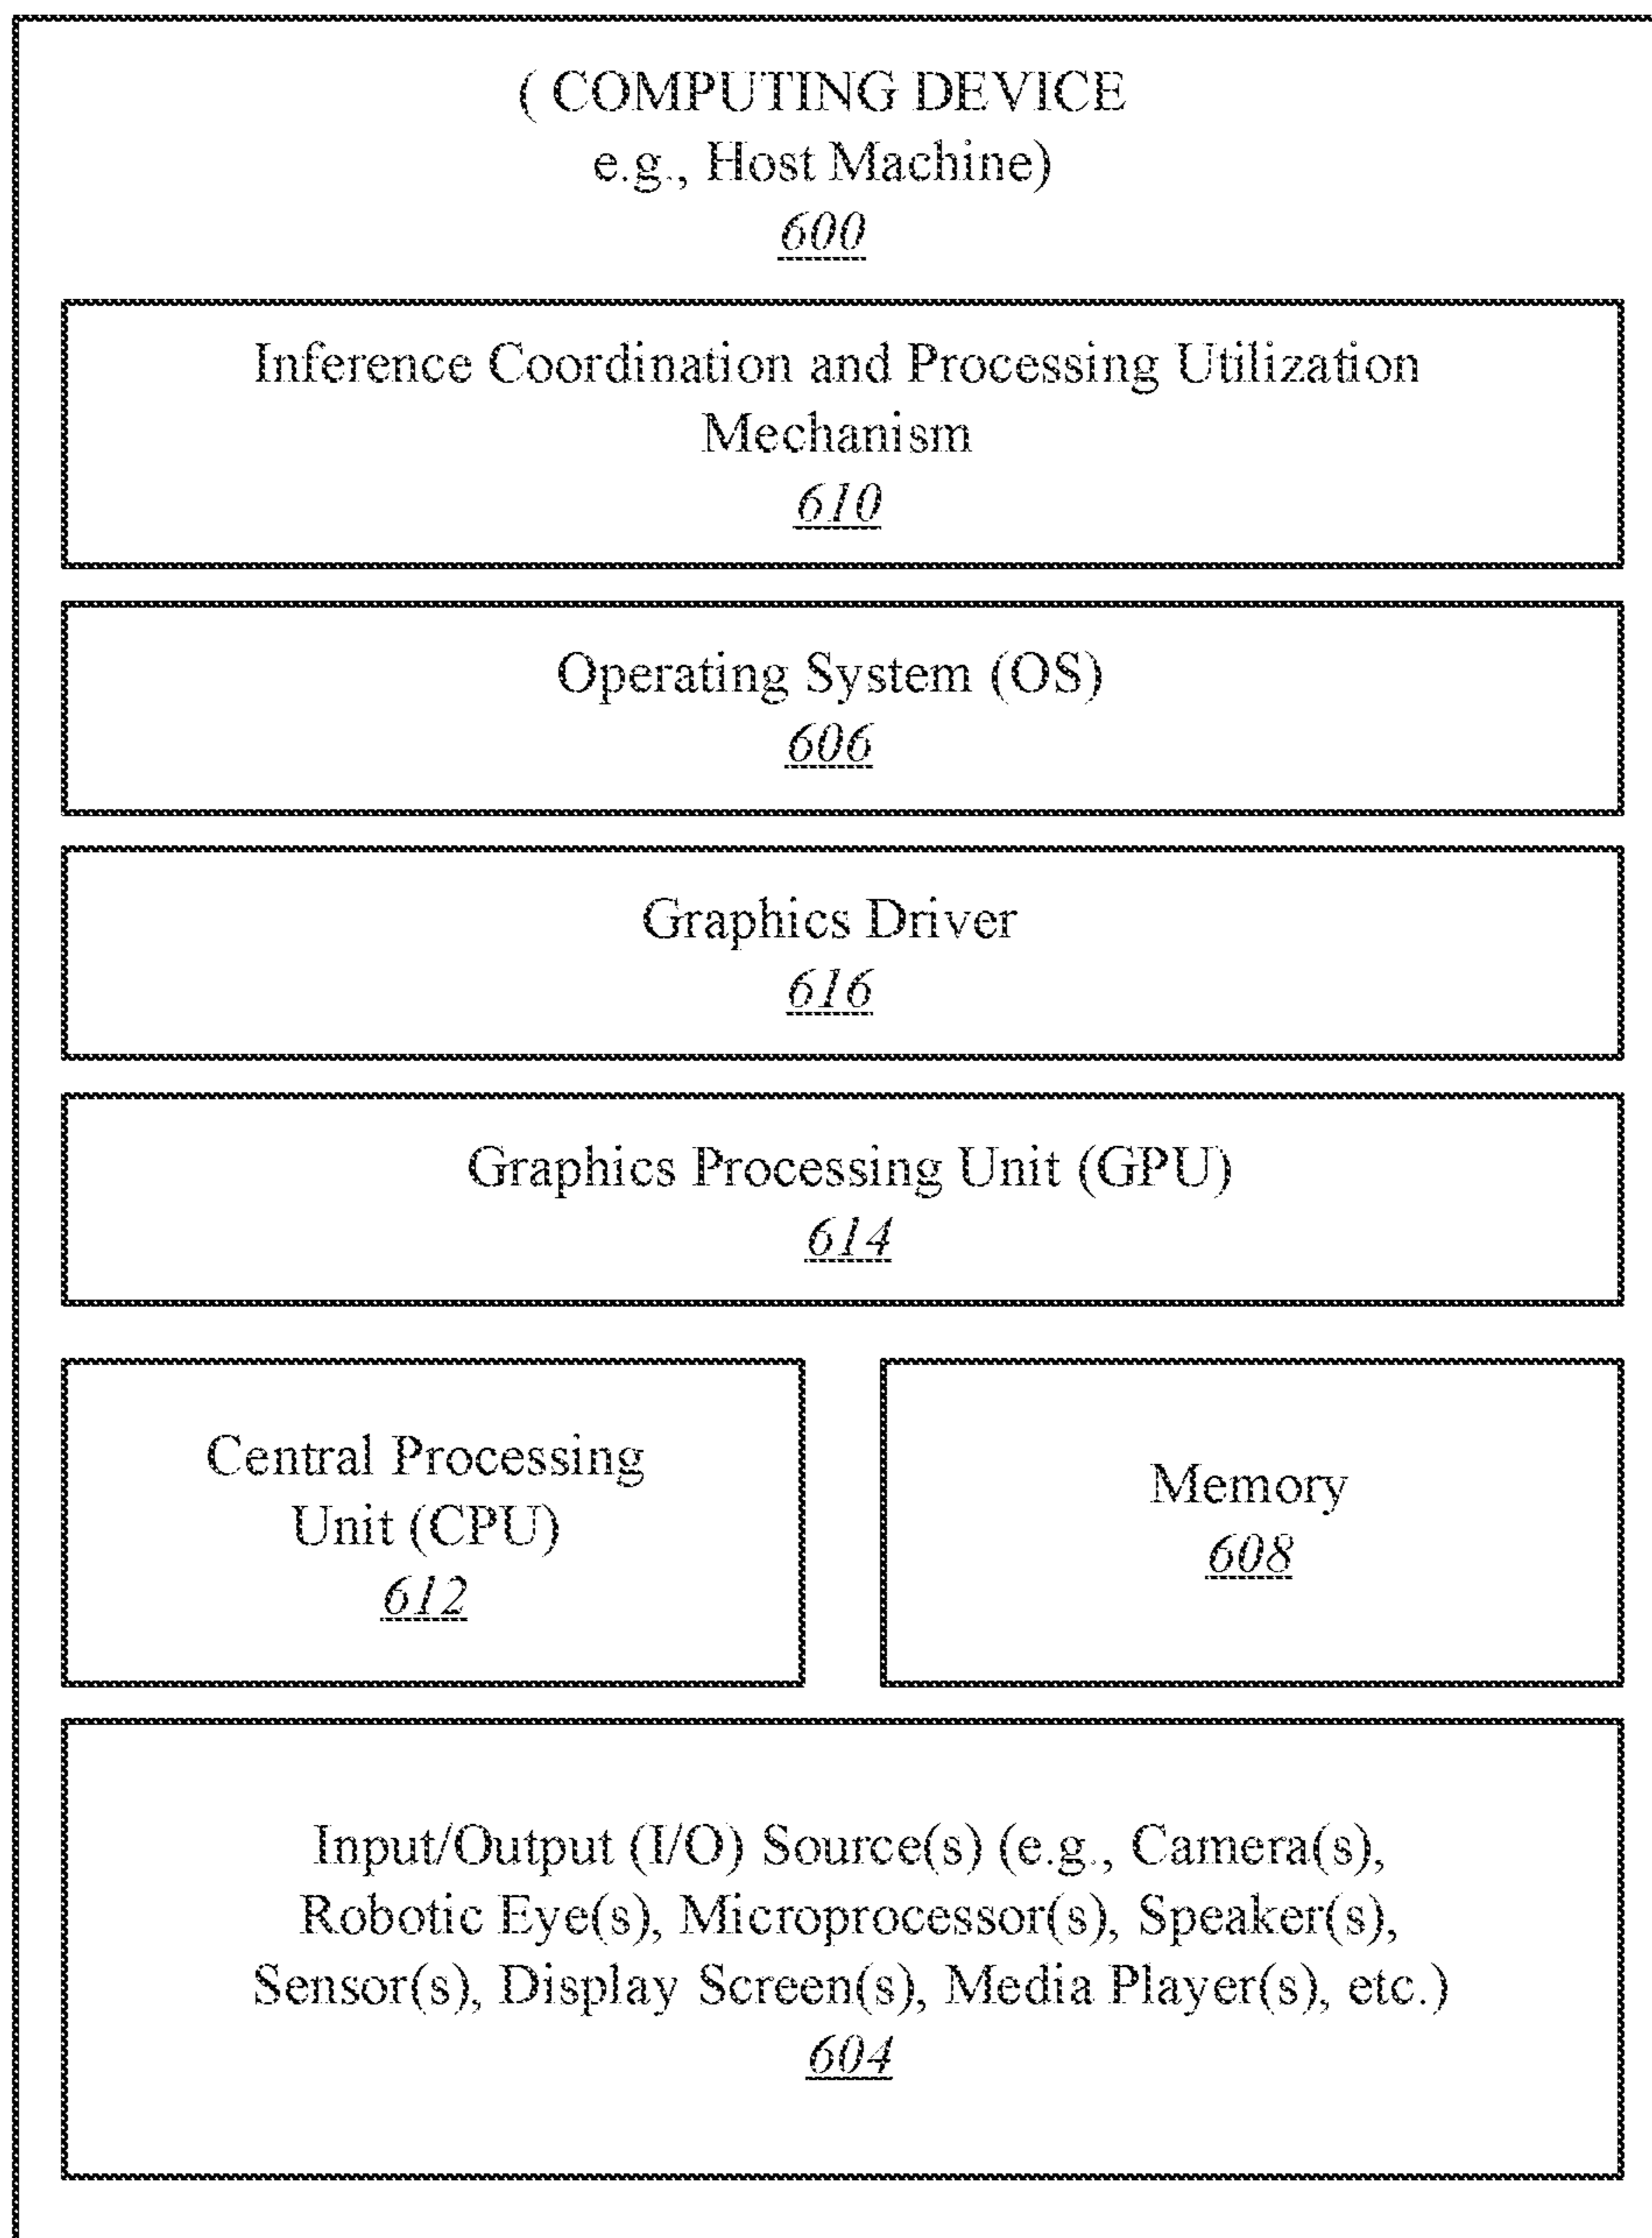 ( COMPUTING DEVICE
e.g., Host Machine)
600
Inference Coordination and Processing Utilization
Mechanism
610
Operating System (OS)
606
Graphics Driver
616
Graphics Processing Unit (GPU)
614
Central Processing
Unit (CPU)
612
Memory
608
Input/Output (I/O) Source(s) (e.g., Camera(s),
Robotic Eye(s), Microprocessor(s), Speaker(s),
Sensor(s), Display Screen(s), Media Player(s), etc.)
604